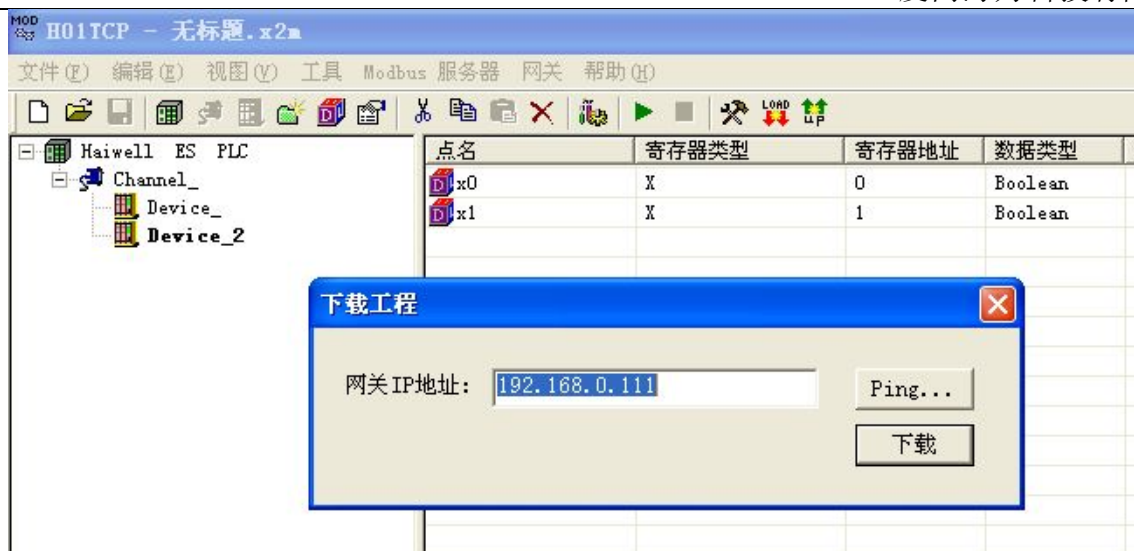 H01TCP - 无标题.x2m
文件(F) 编辑(E) 视图(V) 工具 Modbus 服务器 网关 帮助(H)
LOAD
UP
Haiwell ES PLC
Channel_
Device_
Device_2
点名 寄存器类型 寄存器地址 数据类型
x0 X 0 Boolean
x1 X 1 Boolean
下载工程
网关IP地址： 192.168.0.111
Ping...
下载